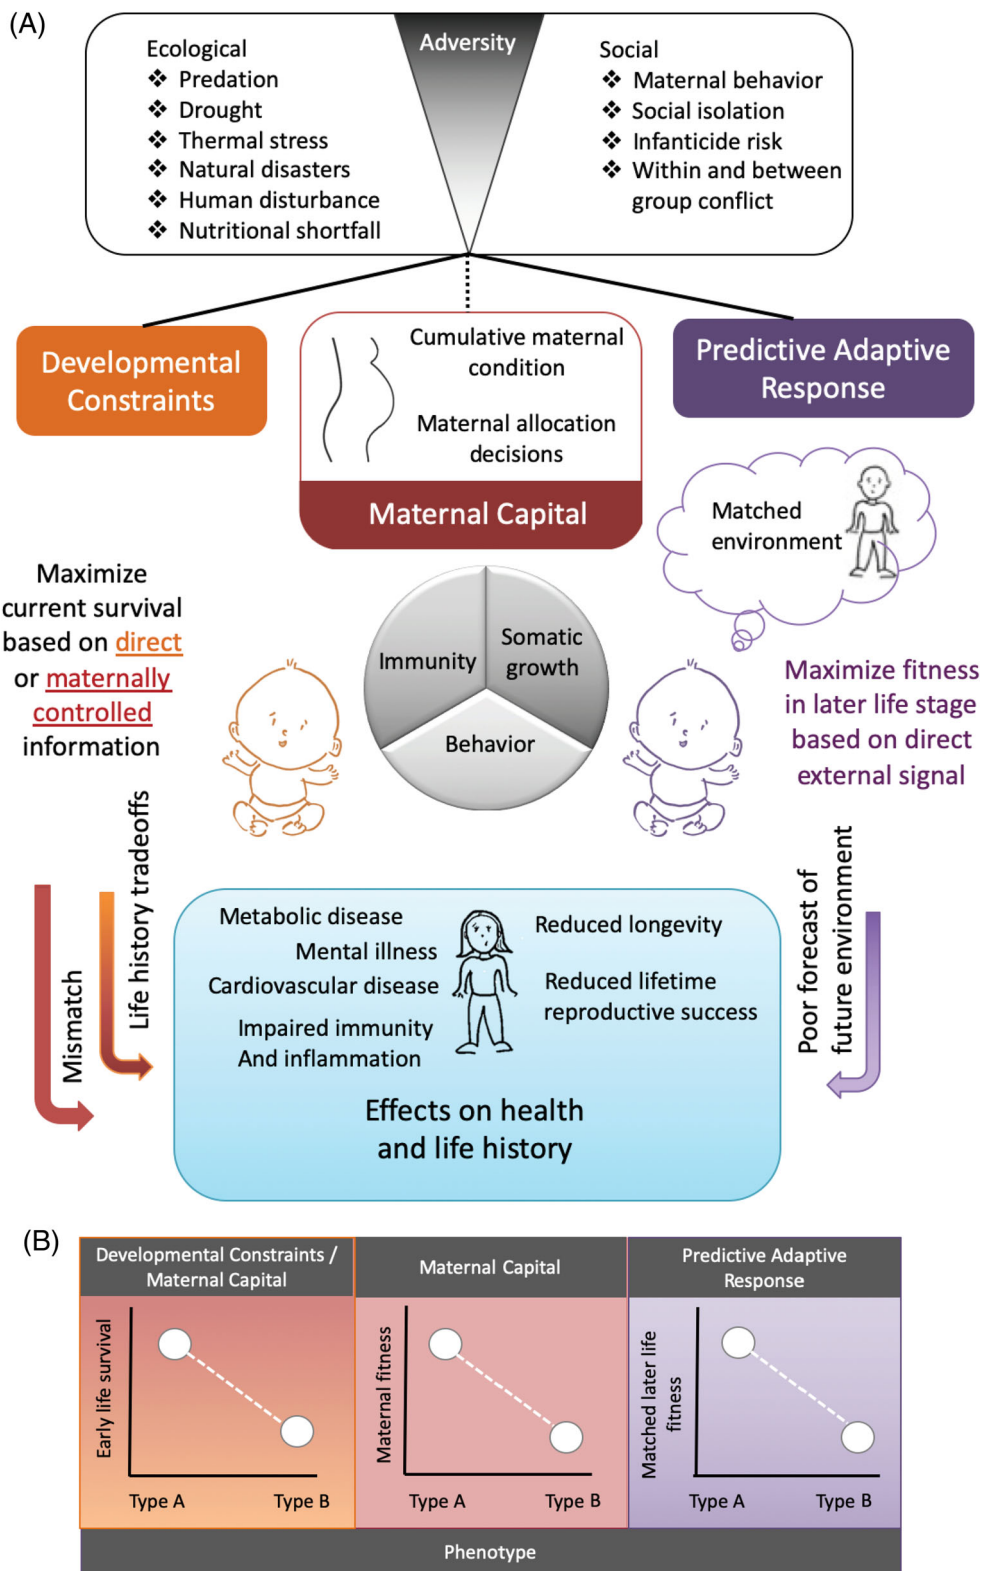 (A)
Adversity
Ecological
❖ Predation
❖ Drought
❖ Thermal stress
❖ Natural disasters
❖ Human disturbance
❖ Nutritional shortfall
Social
❖ Maternal behavior
❖ Social isolation
❖ Infanticide risk
❖ Within and between
group conflict
Developmental
Constraints
Cumulative maternal
condition
Maternal allocation
decisions
Maternal Capital
Predictive Adaptive
Response
Matched
environment
Maximize
current survival
based on direct
or maternally
controlled
information
Immunity
Somatic
growth
Behavior
Maximize fitness
in later life stage
based on direct
external signal
Mismatch
Life history tradeoffs
Metabolic disease
Mental illness
Cardiovascular disease
Impaired immunity
And inflammation
Reduced longevity
Reduced lifetime
reproductive success
Effects on health
and life history
Poor forecast of
future environment
(B)
Developmental Constraints /
Maternal Capital
Early life survival
Type A
Type B
Maternal Capital
Maternal fitness
Type A
Type B
Predictive Adaptive
Response
Matched later life
fitness
Type A
Type B
Phenotype